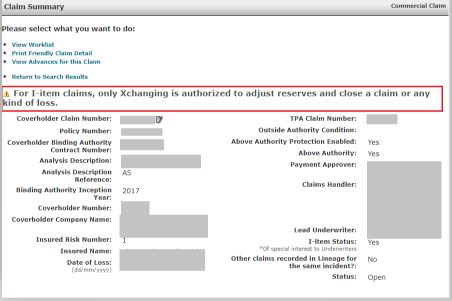 Claim Summary
Commercial Claim
Please select what you want to do:
View Worklist
Print Friendly Claim Detail
View Advances for this Claim
Return to Search Results
For I-item claims, only Xchanging is authorized to adjust reserves and close a claim or any
kind of loss.
Coverholder Claim Number:
Policy Number:
Coverholder Binding Authority
Contract Number:
Analysis Description:
Analysis Description
Reference:
A5
Binding Authority Inception
Year:
2017
Coverholder Number:
Coverholder Company Name:
Insured Risk Number: 1
Insured Name:
Date of Loss:
(dd/mm/yyyy)
TPA Claim Number:
Outside Authority Condition:
Above Authority Protection Enabled: Yes
Above Authority: Yes
Payment Approver:
Claims Handler:
Lead Underwriter:
I-item Status: Yes
*Of special interest to Underwriters
Other claims recorded in Lineage for
the same incident?:
No
Status: Open